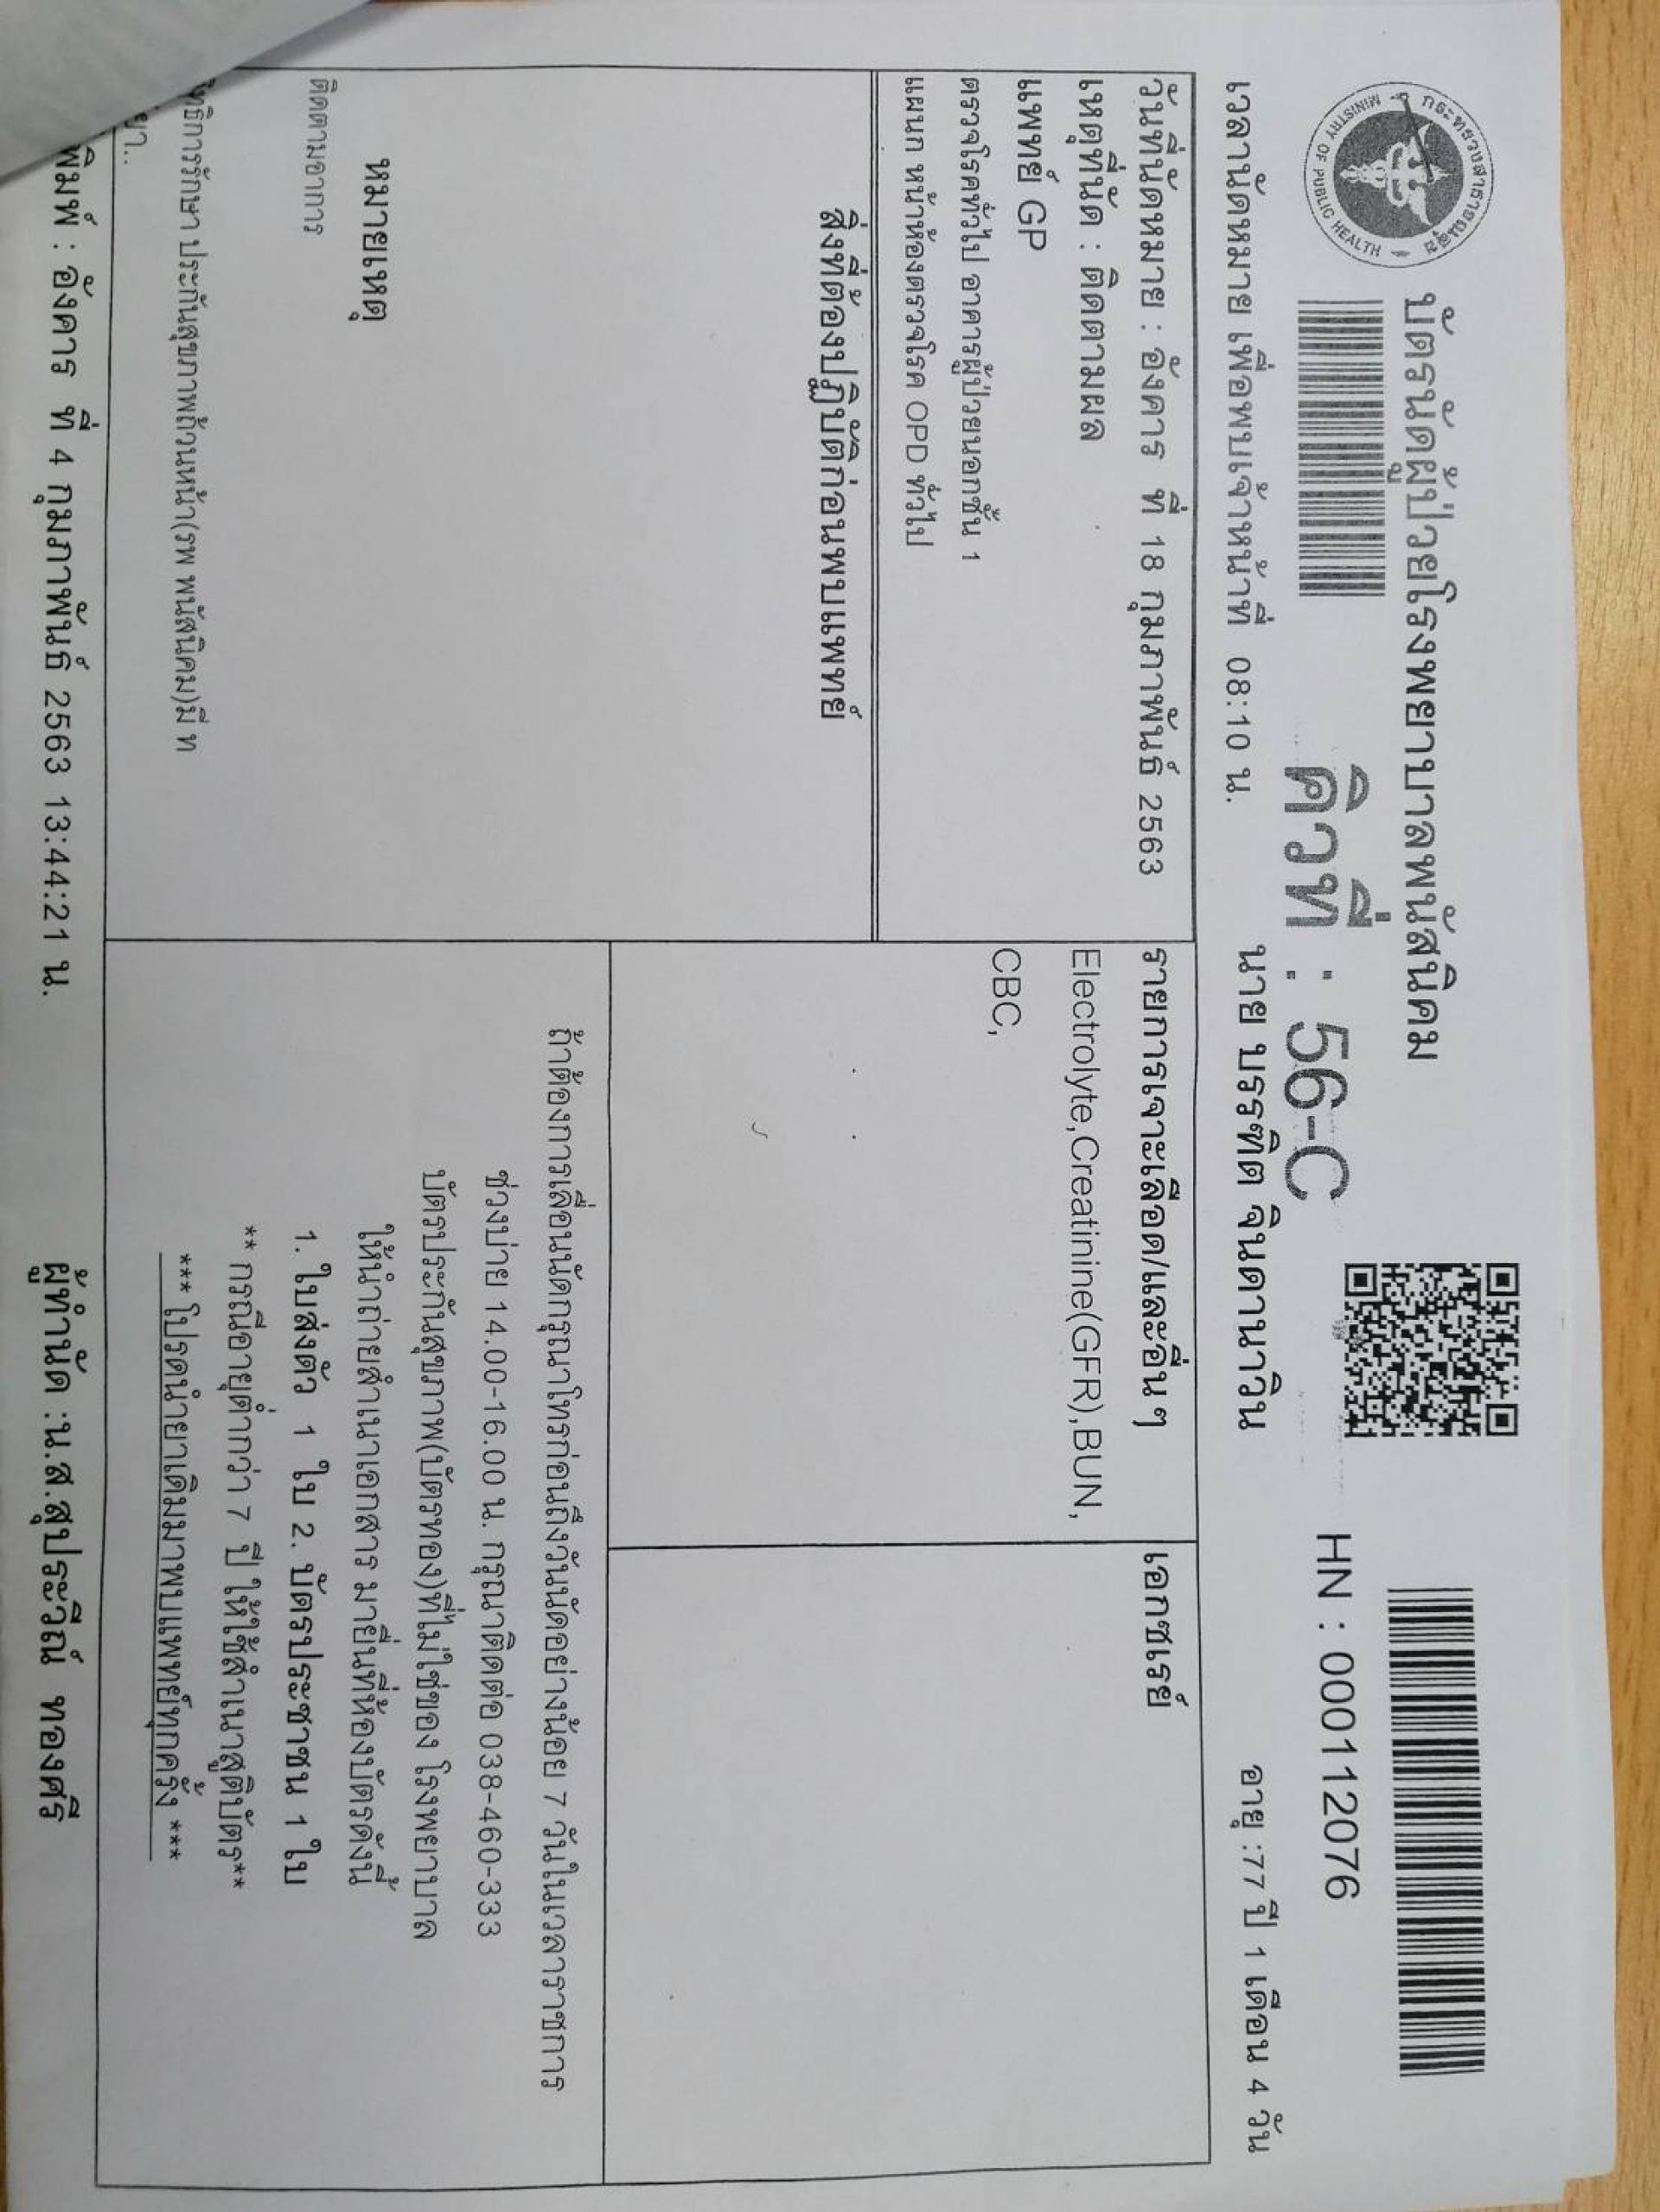 กระทรวงสาธารณสุข
MINISTRY OF PUBLIC HEALTH
บัตรนัดผู้ป่วยโรงพยาบาลพนัสนิคม
คิวที่ : 56-C
HN : 000112076
เวลานัดหมาย เพื่อพบเจ้าหน้าที่ 08:10 น.
นาย บรรฑิต จินดานาวิน
อายุ :77 ปี 1 เดือน 4 วัน
วันที่นัดหมาย : อังคาร ที่ 18 กุมภาพันธ์ 2563
เหตุที่นัด : ติดตามผล
แพทย์ GP
ตรวจโรคทั่วไป อาคารผู้ป่วยนอกชั้น 1
แผนก หน้าห้องตรวจโรค OPD ทั่วไป
รายการเจาะเลือด/และอื่นๆ
Electrolyte,Creatinine(GFR),BUN,
CBC,
เอกซเรย์
สิ่งที่ต้องปฏิบัติก่อนพบแพทย์
หมายเหตุ
ติดตามอาการ
สิทธิการรักษา ประกันสุขภาพถ้วนหน้า(รพ พนัสนิคม)มี ท
ถ้าต้องการเลื่อนนัดกรุณาโทรก่อนถึงวันนัดอย่างน้อย 7 วันในเวลาราชการ
ช่วงบ่าย 14.00-16.00 น. กรุณาติดต่อ 038-460-333
บัตรประกันสุขภาพ(บัตรทอง)ที่ไม่ใช่ของ โรงพยาบาล
ให้นำถ่ายสำเนาเอกสาร มายื่นที่ห้องบัตรดังนี้
1. ใบส่งตัว 1 ใบ 2. บัตรประชาชน 1 ใบ
** กรณีอายุต่ำกว่า 7 ปี ให้ใช้สำเนาสูติบัตร**
*** โปรดนำยาเดิมมาพบแพทย์ทุกครั้ง ***
พิมพ์ : อังคาร ที่ 4 กุมภาพันธ์ 2563 13:44:21 น.
ผู้ทำนัด :น.ส.สุประวีณ์ ทองศรี